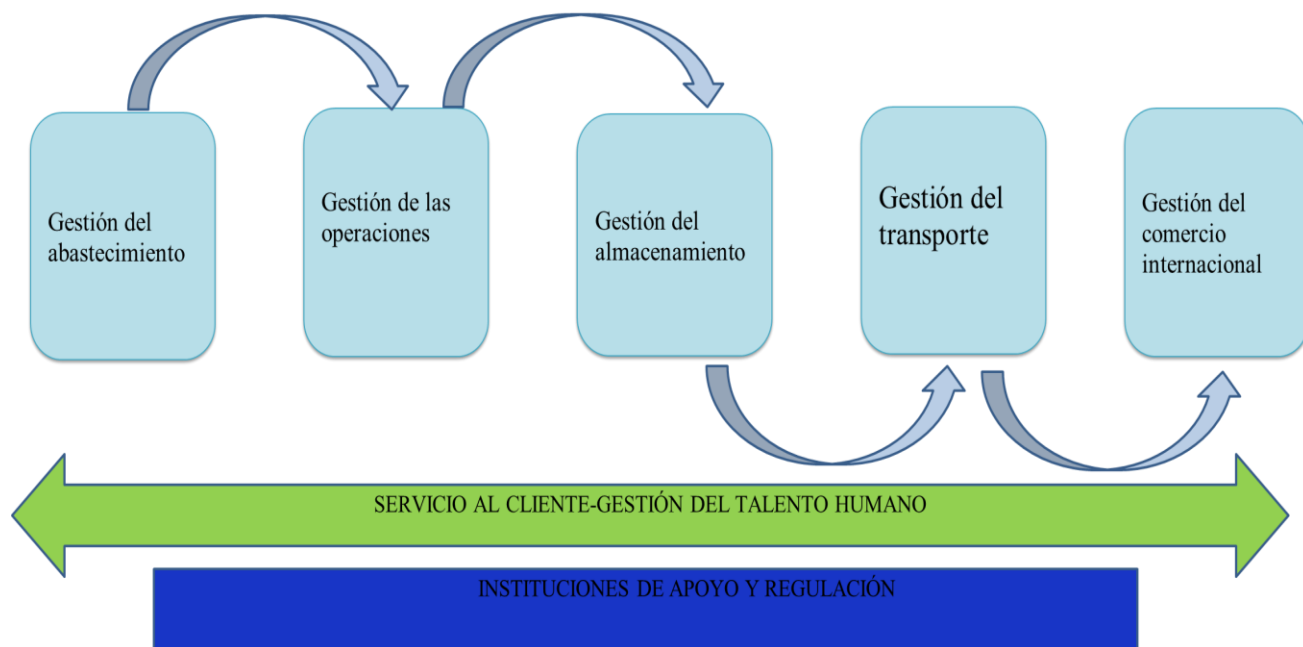 Gestión del
abastecimiento
Gestión de las
operaciones
Gestión del
almacenamiento
Gestión del
transporte
Gestión del
comercio
internacional
SERVICIO AL CLIENTE-GESTIÓN DEL TALENTO HUMANO
INSTITUCIONES DE APOYO Y REGULACIÓN